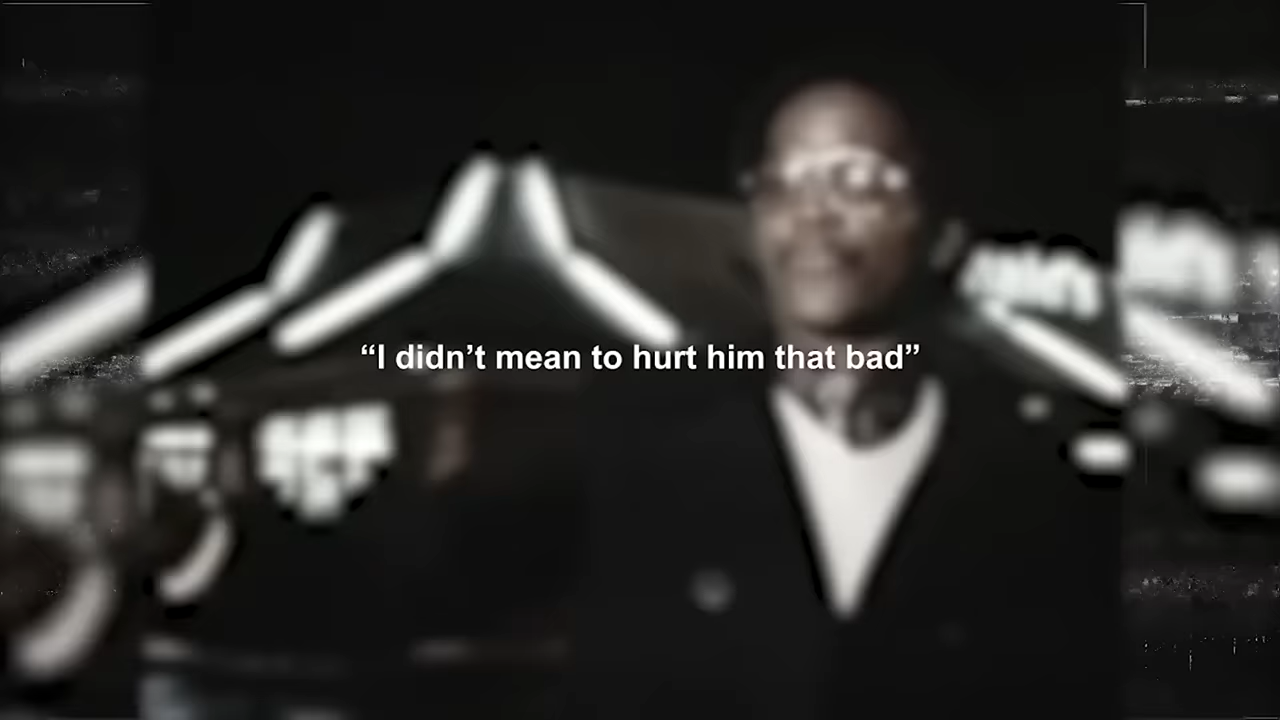 “I didn’t mean to hurt him that bad”